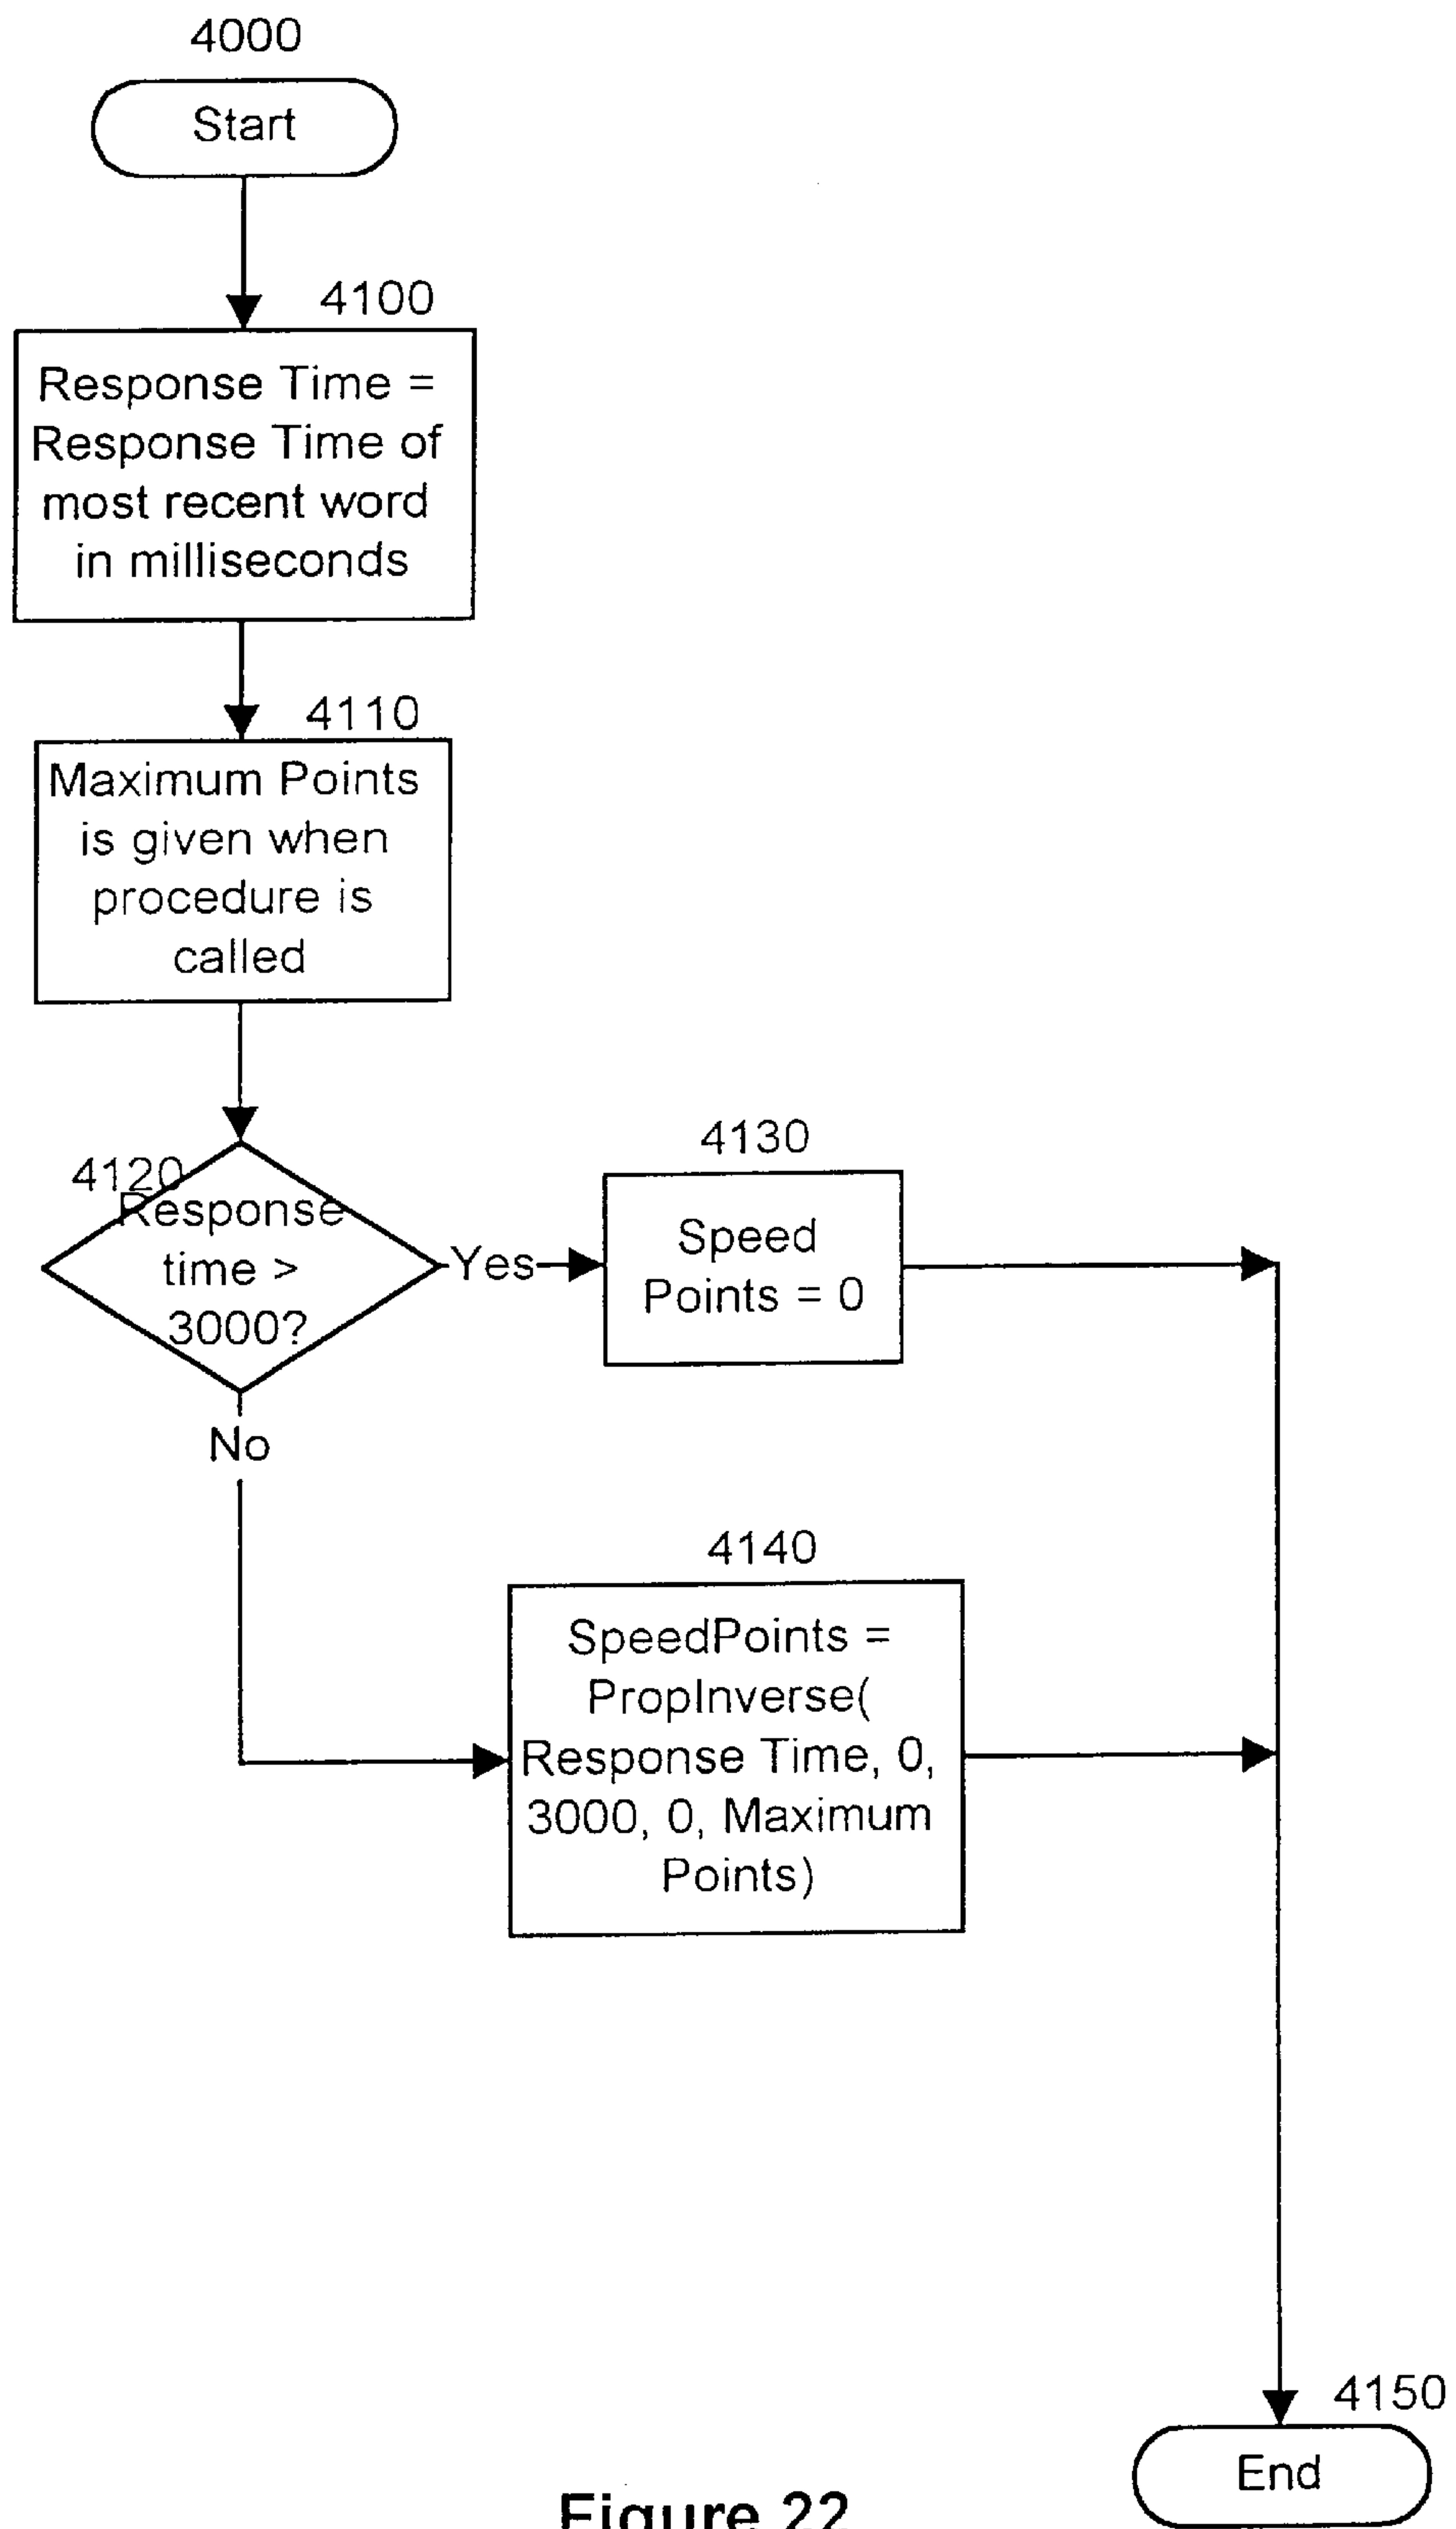 4000
Start
4100
Response Time =
Response Time of
most recent word
in milliseconds
4110
Maximum Points
is given when
procedure is
called
4120
Response
time >
3000?
Yes
4130
Speed
Points = 0
No
4140
SpeedPoints =
PropInverse(
Response Time, 0,
3000, 0, Maximum
Points)
4150
End
Figure 22